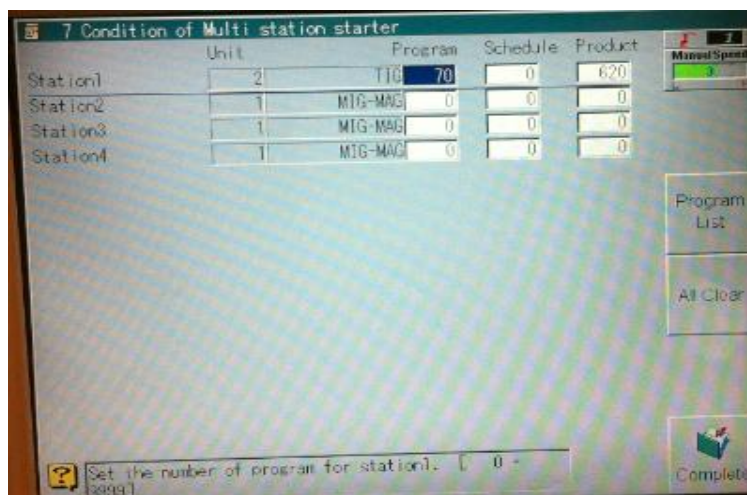 7 Condition of Multi station starter
Unit Program Schedule Product
Station1 2 TIG 70 0 620
Station2 1 MIG-MAG 0 0 0
Station3 1 MIG-MAG 0 0 0
Station4 1 MIG-MAG 0 0 0
1
Manual Speed
3
Program
List
All Clear
Complete
? Set the number of program for station1. [ 0 -
9999]